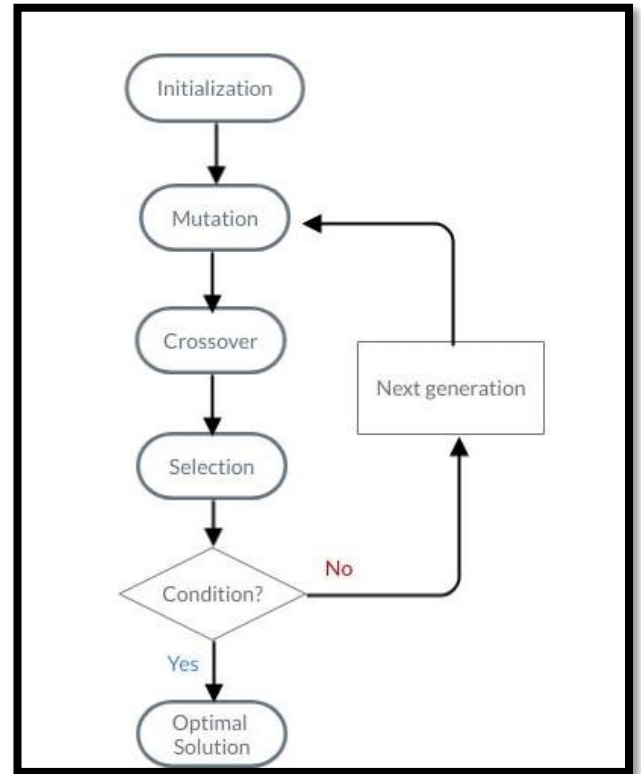 Initialization
Mutation
Crossover
Next generation
Selection
No
Condition?
Yes
Optimal
Solution